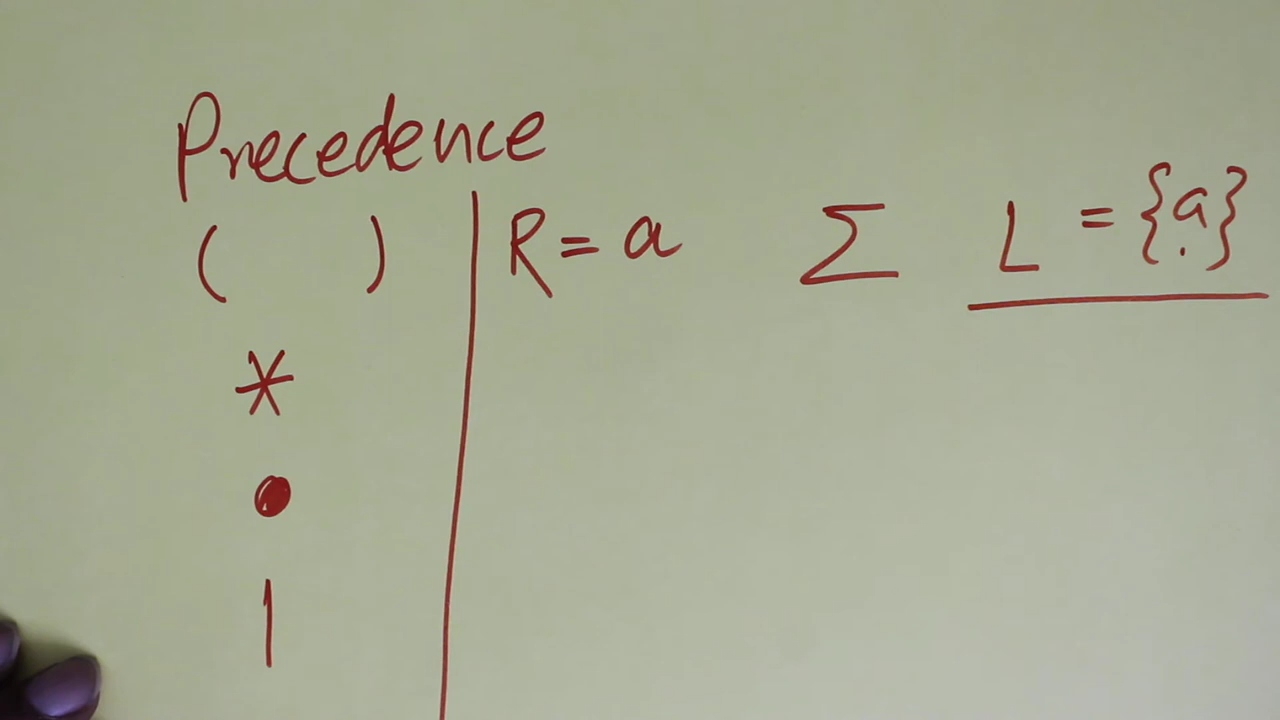 Precedence
( ) R = a Σ L = {a}
*
•
|